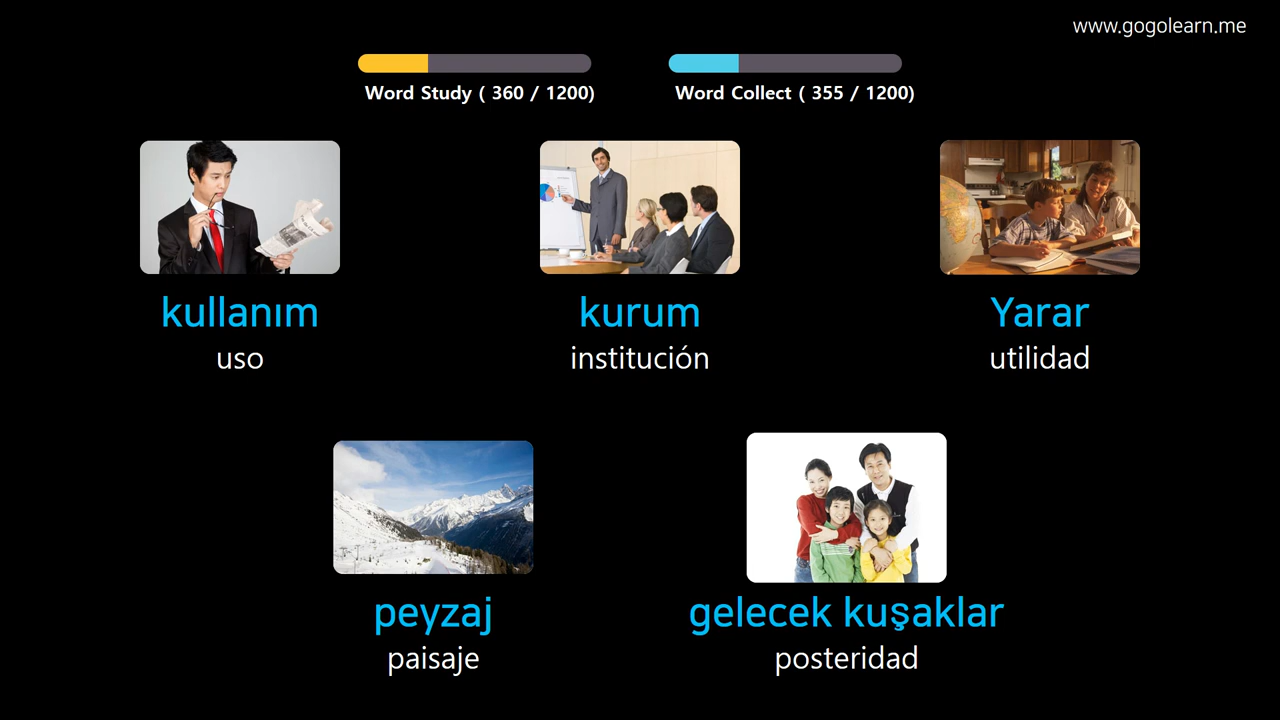 www.gogolearn.me
Word Study ( 360 / 1200)
Word Collect ( 355 / 1200)
kullanım
uso
kurum
institución
Yarar
utilidad
peyzaj
paisaje
gelecek kuşaklar
posteridad